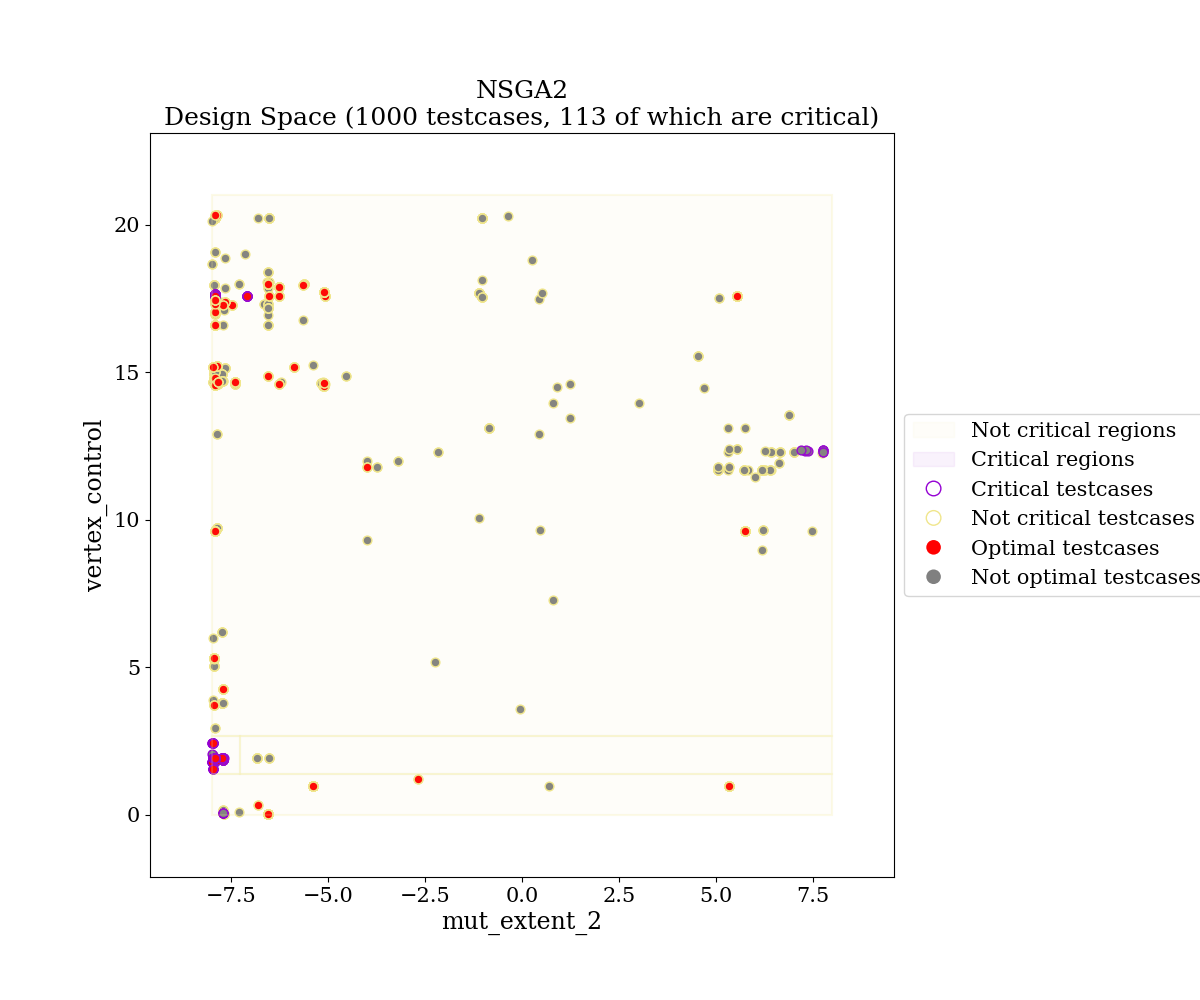 NSGA2
Design Space (1000 testcases, 113 of which are critical)
20
15
10
5
0
vertex_control
−7.5
−5.0
−2.5
0.0
2.5
5.0
7.5
mut_extent_2
Not critical regions
Critical regions
Critical testcases
Not critical testcases
Optimal testcases
Not optimal testcases